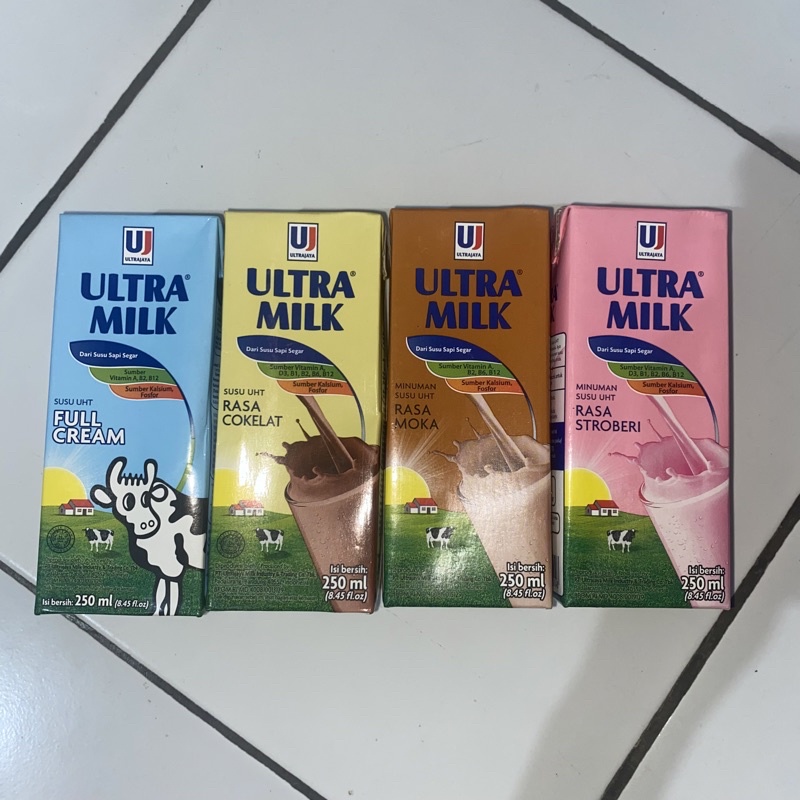 UJ
ULTRAJAYA
ULTRA®
MILK
Dari Susu Sapi Segar
Sumber
Vitamin A, B2, B12
Sumber Kalsium,
Fosfor
SUSU UHT
FULL
CREAM
Isi bersih: 250 ml (8.45 fl.oz)
UJ
ULTRAJAYA
ULTRA®
MILK
Dari Susu Sapi Segar
Sumber Vitamin A,
D3, B1, B2, B6, B12
Sumber Kalsium,
Fosfor
SUSU UHT
RASA
COKELAT
Isi bersih:
250 ml
(8.45 fl.oz)
UJ
ULTRAJAYA
ULTRA®
MILK
Dari Susu Sapi Segar
Sumber Vitamin A,
B2, B6, B12
Sumber Kalsium,
Fosfor
MINUMAN
SUSU UHT
RASA
MOKA
Isi bersih:
250 ml
(8.45 fl.oz)
UJ
ULTRAJAYA
ULTRA®
MILK
Dari Susu Sapi Segar
Sumber Vitamin A,
D3, B1, B2, B6, B12
Sumber Kalsium,
Fosfor
MINUMAN
SUSU UHT
RASA
STROBERI
Isi bersih:
250 ml
(8.45 fl.oz)